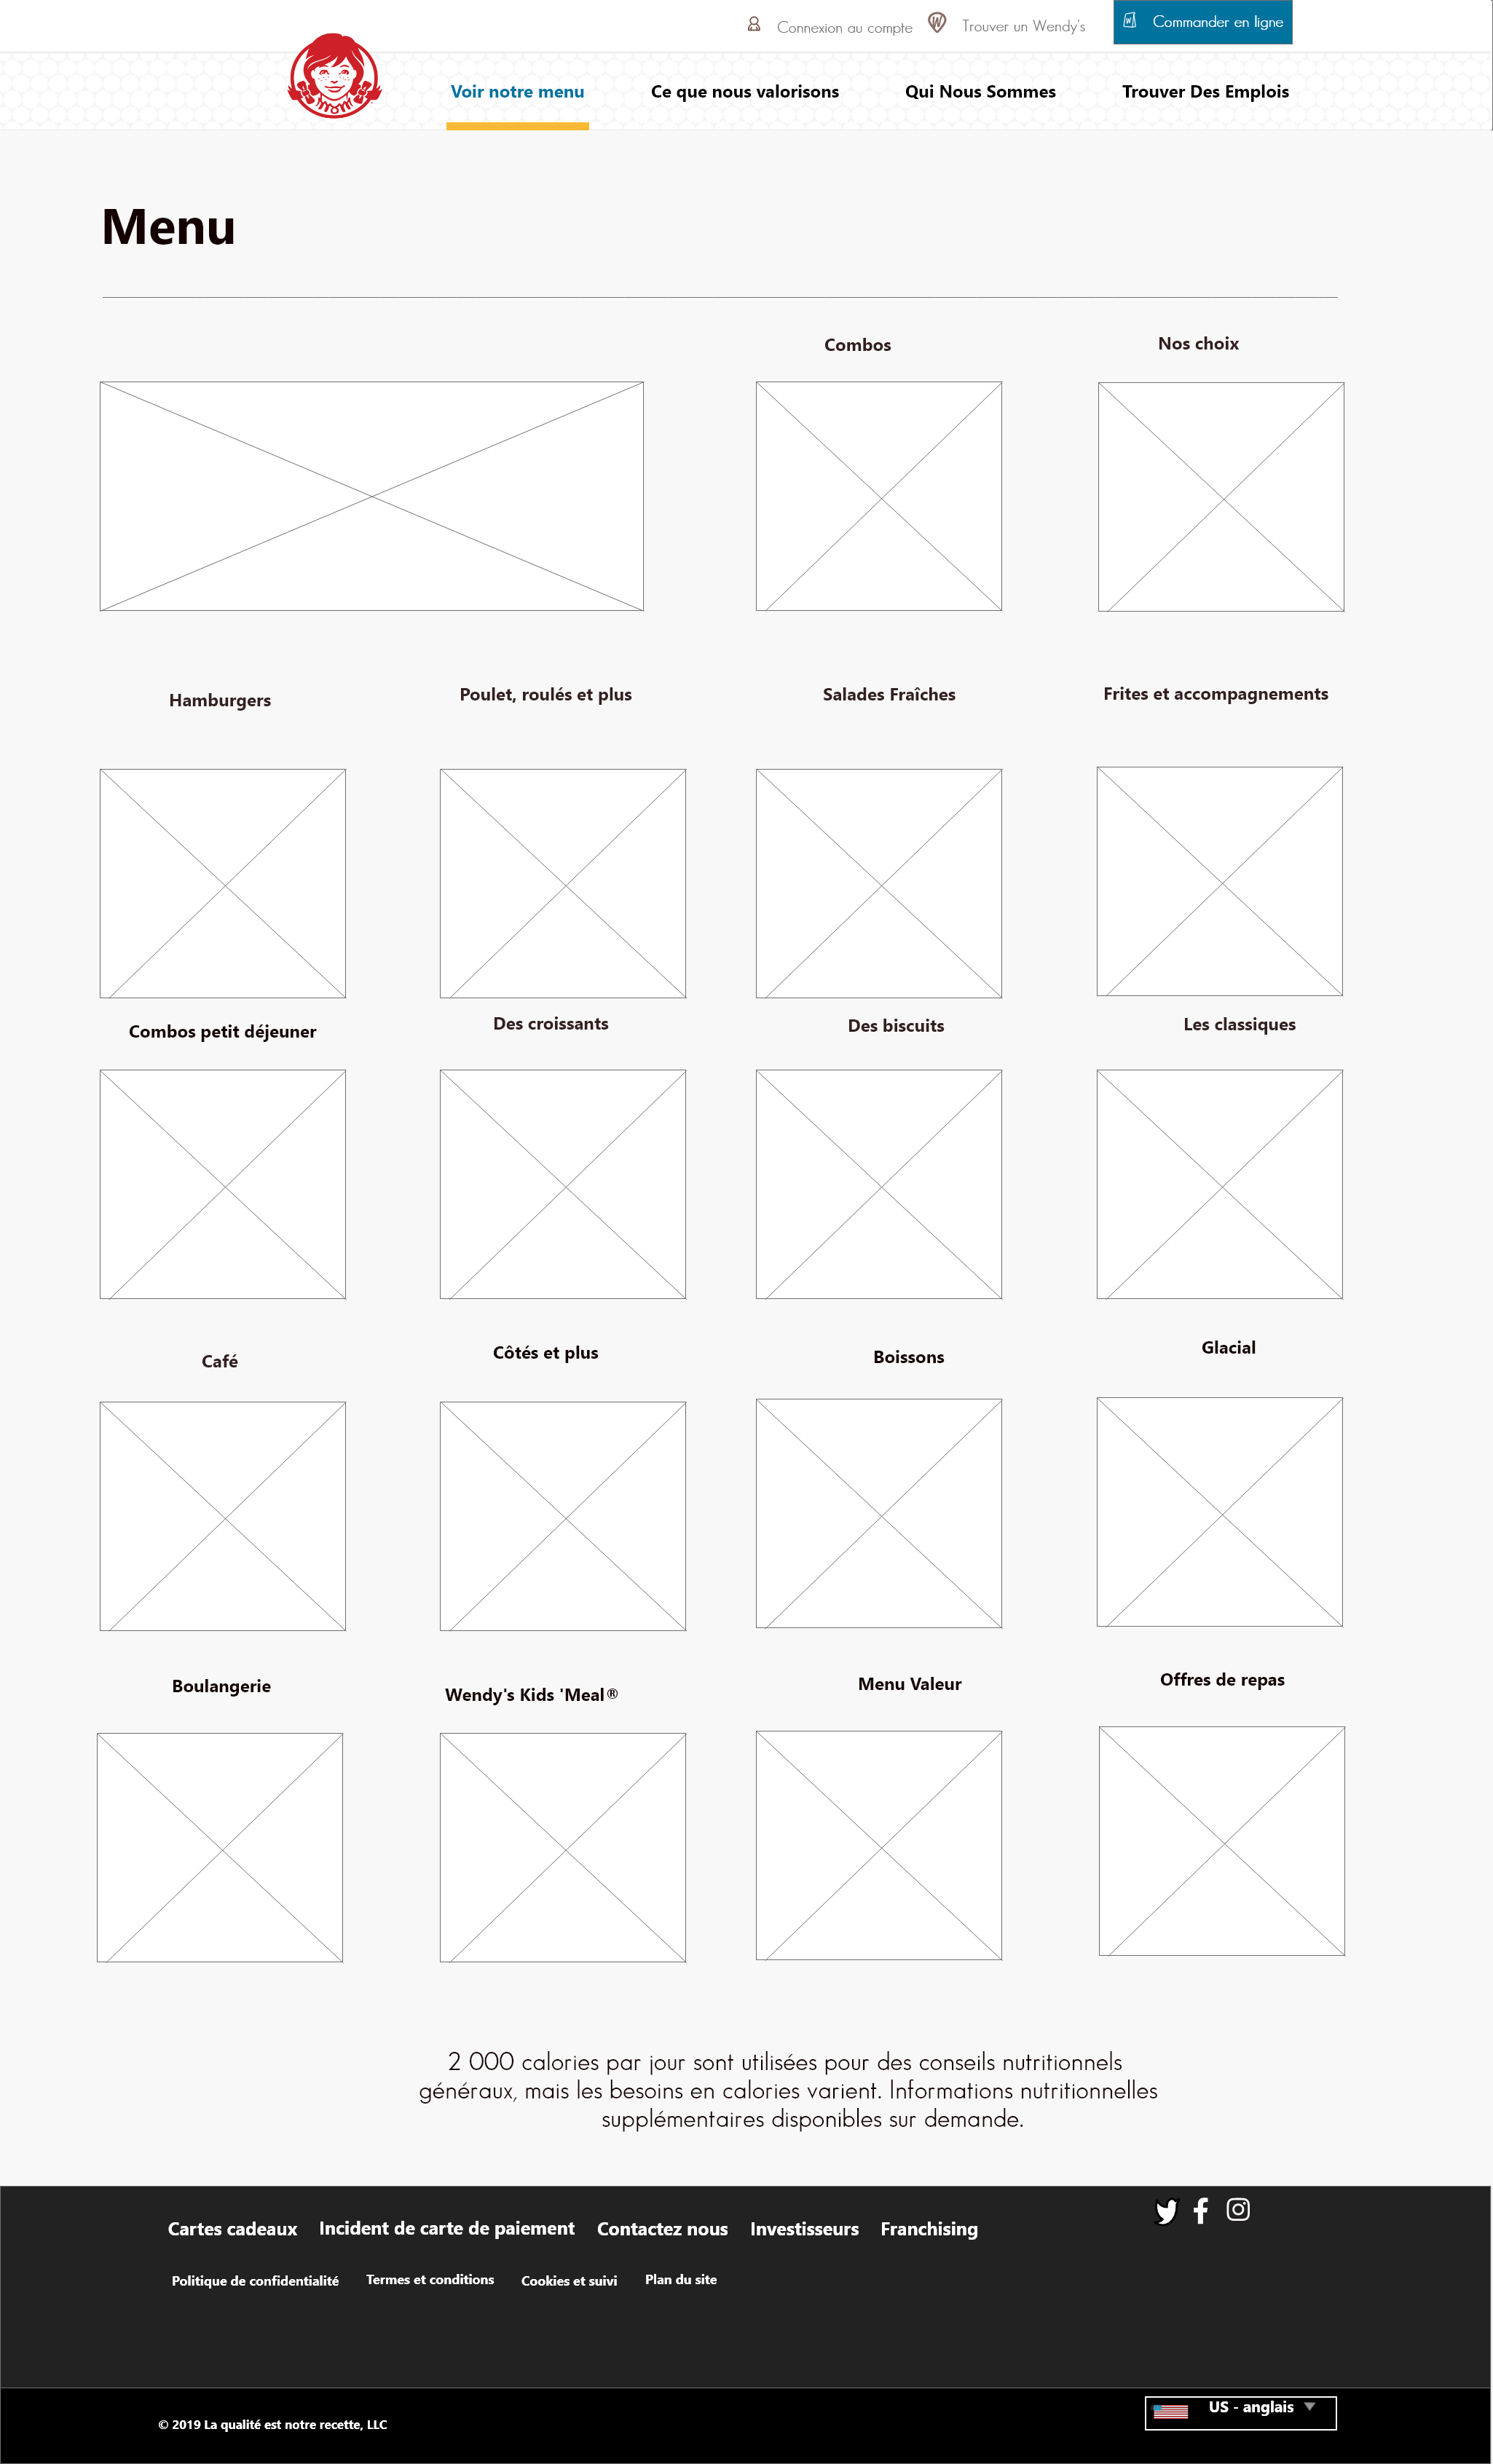 Connexion au compte
Trouver un Wendy's
Commander en ligne
Voir notre menu
Ce que nous valorisons
Qui Nous Sommes
Trouver Des Emplois
Menu
Combos
Nos choix
Hamburgers
Poulet, roulés et plus
Salades Fraîches
Frites et accompagnements
Combos petit déjeuner
Des croissants
Des biscuits
Les classiques
Café
Côtés et plus
Boissons
Glacial
Boulangerie
Wendy's Kids 'Meal®
Menu Valeur
Offres de repas
2 000 calories par jour sont utilisées pour des conseils nutritionnels
généraux, mais les besoins en calories varient. Informations nutritionnelles
supplémentaires disponibles sur demande.
Cartes cadeaux
Incident de carte de paiement
Contactez nous
Investisseurs
Franchising
Politique de confidentialité
Termes et conditions
Cookies et suivi
Plan du site
© 2019 La qualité est notre recette, LLC
US - anglais